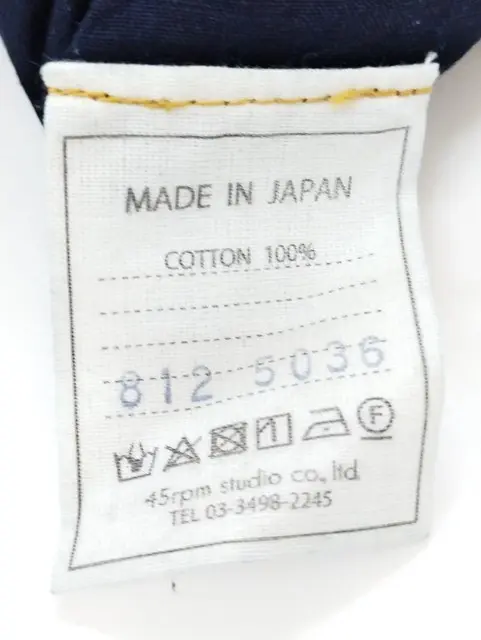 MADE IN JAPAN
COTTON 100%
812 5036
F
45rpm studio co., ltd.
TEL 03-3498-2245